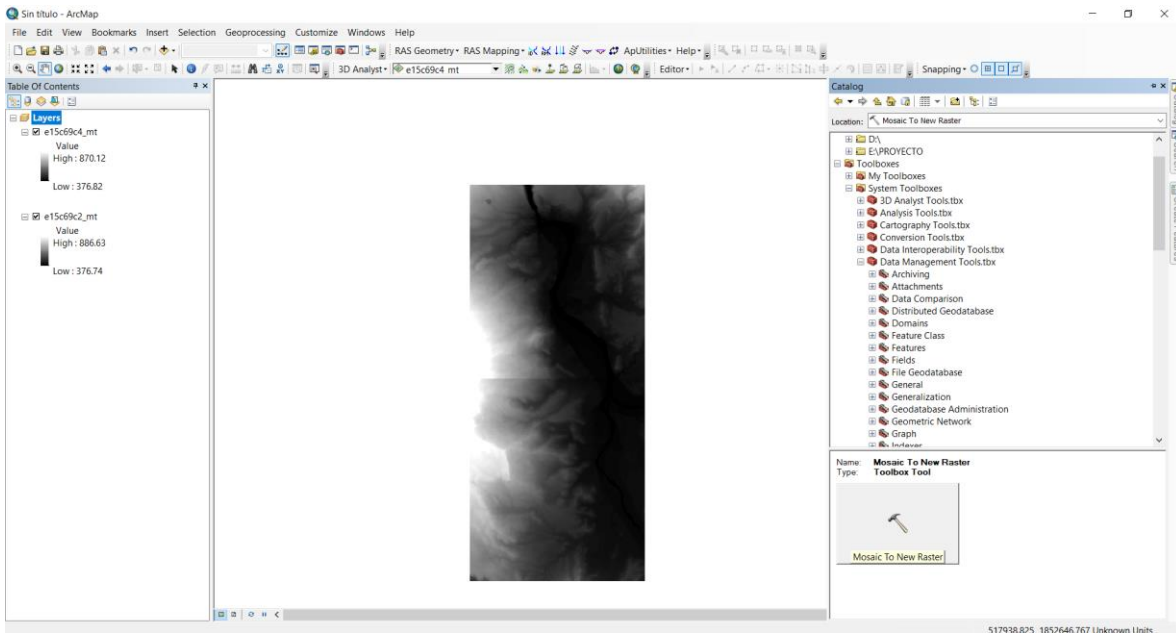 Sin título - ArcMap
File Edit View Bookmarks Insert Selection Geoprocessing Customize Windows Help
RAS Geometry RAS Mapping ApUtilities Help
3D Analyst e15c69c4_mt Editor Snapping
Table Of Contents
Layers
e15c69c4_mt
Value
High : 870.12
Low : 376.82
e15c69c2_mt
Value
High : 886.63
Low : 376.74
Catalog
Location: Mosaic To New Raster
D:\
E:\PROYECTO
Toolboxes
My Toolboxes
System Toolboxes
3D Analyst Tools.tbx
Analysis Tools.tbx
Cartography Tools.tbx
Conversion Tools.tbx
Data Interoperability Tools.tbx
Data Management Tools.tbx
Archiving
Attachments
Data Comparison
Distributed Geodatabase
Domains
Feature Class
Features
Fields
File Geodatabase
General
Generalization
Geodatabase Administration
Geometric Network
Graph
Indexes
Name: Mosaic To New Raster
Type: Toolbox Tool
Mosaic To New Raster
517938.825 1852646.767 Unknown Units